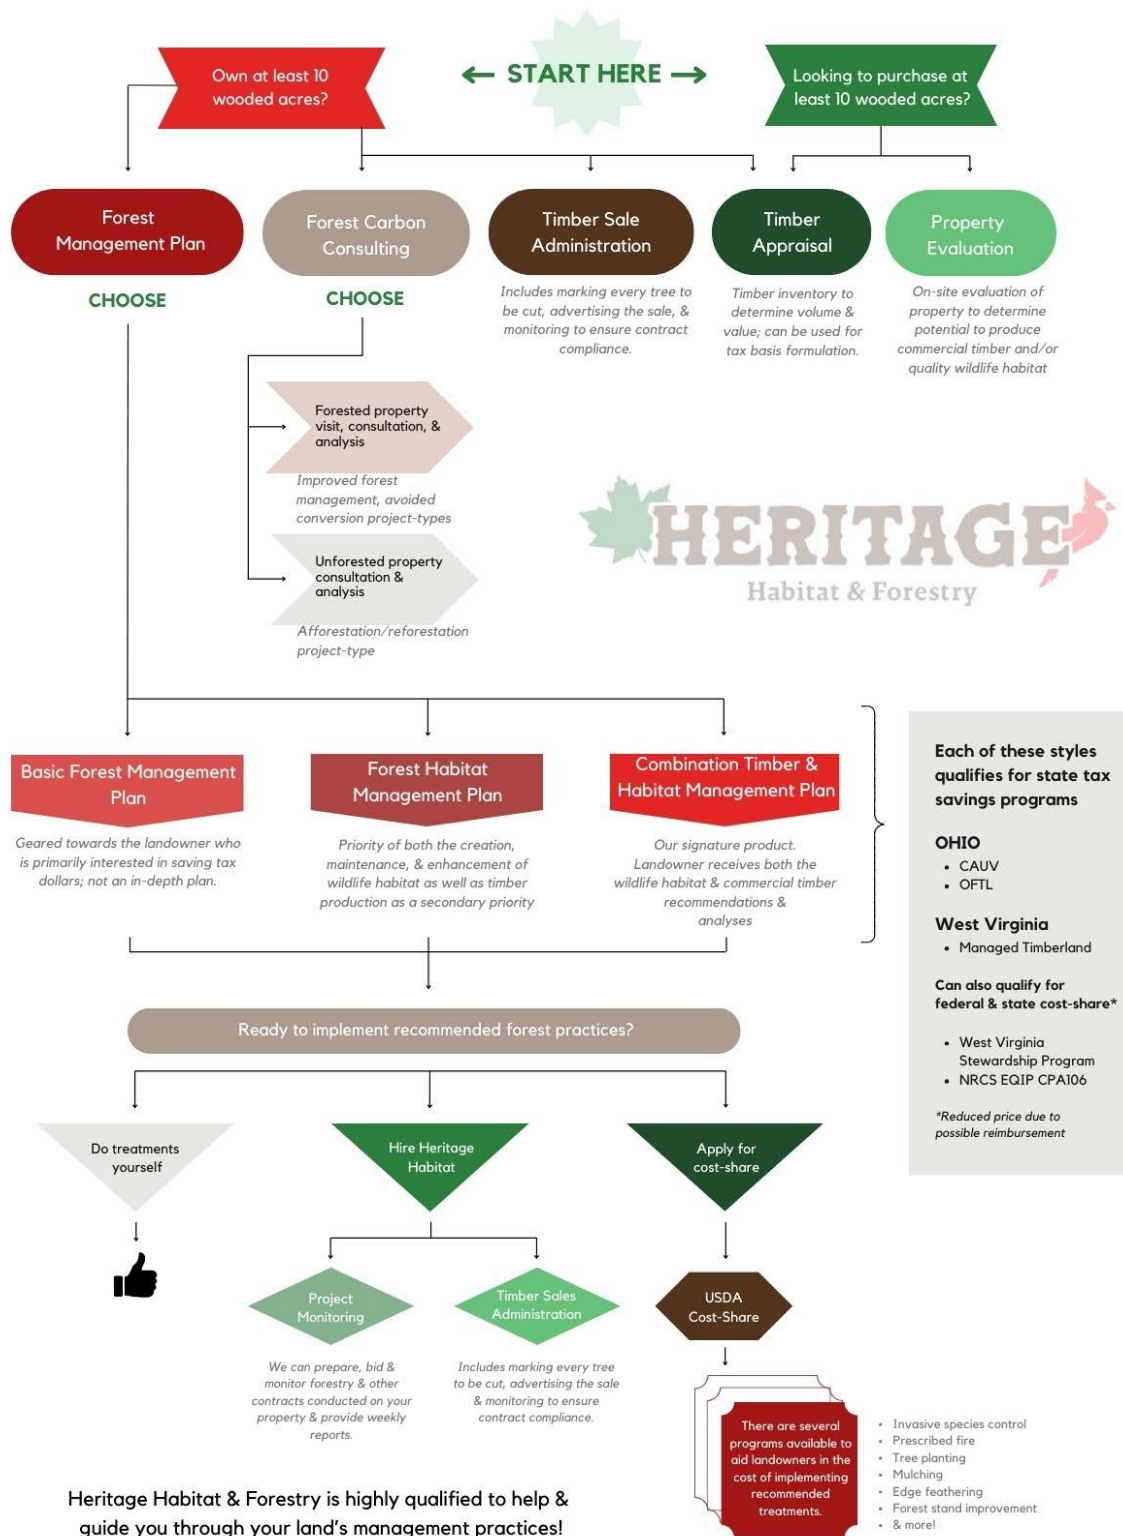 Own at least 10
wooded acres?
START HERE
Looking to purchase at
least 10 wooded acres?
Forest
Management Plan
Forest Carbon
Consulting
Timber Sale
Administration
Timber
Appraisal
Property
Evaluation
CHOOSE
CHOOSE
Includes marking every tree to
be cut, advertising the sale, &
monitoring to ensure contract
compliance.
Timber inventory to
determine volume &
value; can be used for
tax basis formulation.
On-site evaluation of
property to determine
potential to produce
commercial timber and/or
quality wildlife habitat
Forested property
visit, consultation, &
analysis
Improved forest
management, avoided
conversion project-types
Unforested property
consultation &
analysis
Afforestation/reforestation
project-type
HERITAGE
Habitat & Forestry
Basic Forest Management
Plan
Geared towards the landowner who
is primarily interested in saving tax
dollars; not an in-depth plan.
Forest Habitat
Management Plan
Priority of both the creation,
maintenance, & enhancement of
wildlife habitat as well as timber
production as a secondary priority
Combination Timber &
Habitat Management Plan
Our signature product.
Landowner receives both the
wildlife habitat & commercial timber
recommendations &
analyses
Each of these styles
qualifies for state tax
savings programs
OHIO
• CAUV
• OFTL
West Virginia
• Managed Timberland
Can also qualify for
federal & state cost-share*
• West Virginia
Stewardship Program
• NRCS EQIP CPA106
*Reduced price due to
possible reimbursement
Ready to implement recommended forest practices?
Do treatments
yourself
Hire Heritage
Habitat
Apply for
cost-share
Project
Monitoring
We can prepare, bid &
monitor forestry & other
contracts conducted on your
property & provide weekly
reports.
Timber Sales
Administration
Includes marking every tree
to be cut, advertising the sale
& monitoring to ensure
contract compliance.
USDA
Cost-Share
There are several
programs available to
aid landowners in the
cost of implementing
recommended
treatments.
• Invasive species control
• Prescribed fire
• Tree planting
• Mulching
• Edge feathering
• Forest stand improvement
• & more!
Heritage Habitat & Forestry is highly qualified to help &
guide you through your land's management practices!